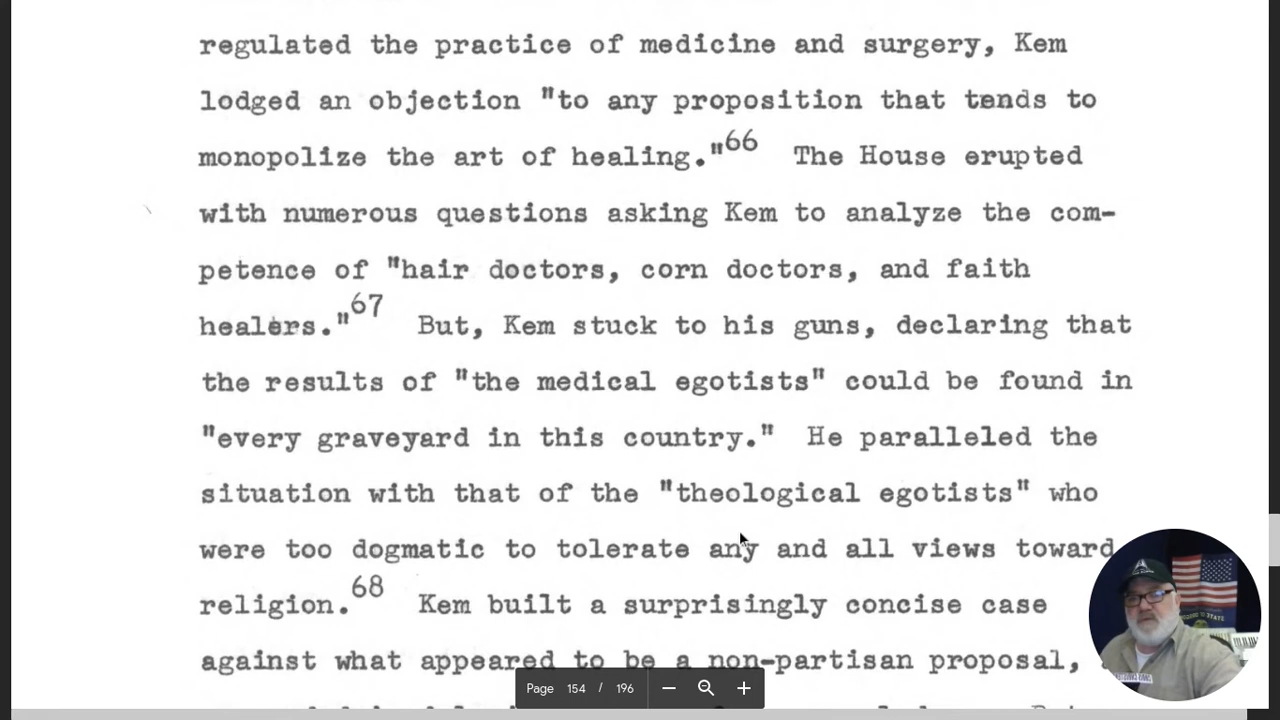 regulated the practice of medicine and surgery, Kem
lodged an objection "to any proposition that tends to
monopolize the art of healing."66 The House erupted
with numerous questions asking Kem to analyze the com-
petence of "hair doctors, corn doctors, and faith
healers."67 But, Kem stuck to his guns, declaring that
the results of "the medical egotists" could be found in
"every graveyard in this country." He paralleled the
situation with that of the "theological egotists" who
were too dogmatic to tolerate any and all views toward
religion.68 Kem built a surprisingly concise case
against what appeared to be a non-partisan proposal,
Page 154 / 196